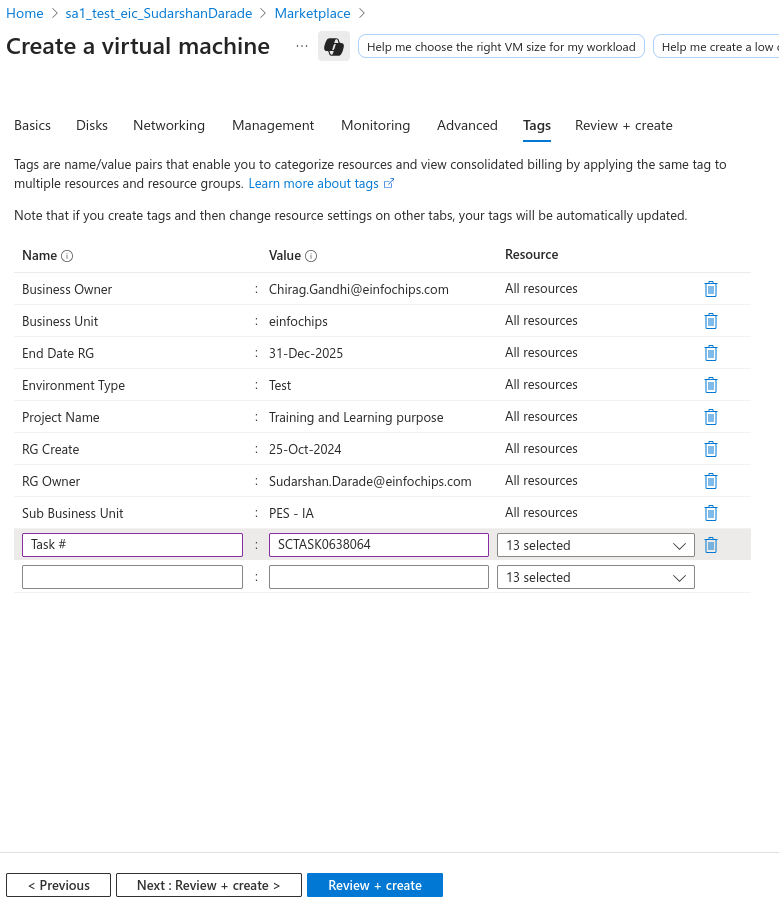 Home > sa1_test_eic_SudarshanDarade > Marketplace >
Create a virtual machine ... Help me choose the right VM size for my workload Help me create a low
Basics Disks Networking Management Monitoring Advanced Tags Review + create
Tags are name/value pairs that enable you to categorize resources and view consolidated billing by applying the same tag to
multiple resources and resource groups. Learn more about tags
Note that if you create tags and then change resource settings on other tabs, your tags will be automatically updated.
Name Value Resource
Business Owner : Chirag.Gandhi@einfochips.com All resources
Business Unit : einfochips All resources
End Date RG : 31-Dec-2025 All resources
Environment Type : Test All resources
Project Name : Training and Learning purpose All resources
RG Create : 25-Oct-2024 All resources
RG Owner : Sudarshan.Darade@einfochips.com All resources
Sub Business Unit : PES - IA All resources
Task # : SCTASK0638064 13 selected
: 13 selected
< Previous Next : Review + create > Review + create